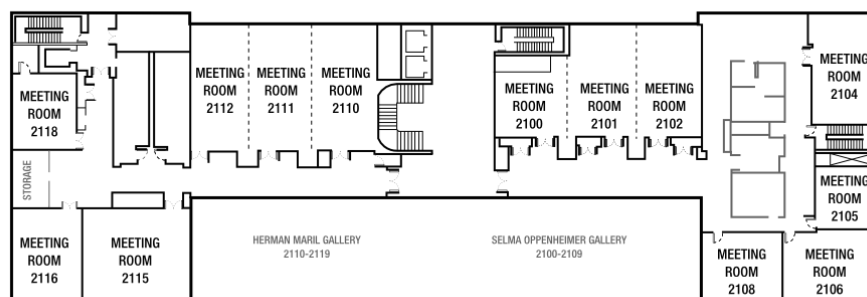 MEETING
ROOM
2118
MEETING
ROOM
2112
MEETING
ROOM
2111
MEETING
ROOM
2110
MEETING
ROOM
2100
MEETING
ROOM
2101
MEETING
ROOM
2102
MEETING
ROOM
2104
STORAGE
MEETING
ROOM
2105
MEETING
ROOM
2116
MEETING
ROOM
2115
HERMAN MARIL GALLERY
2110-2119
SELMA OPPENHEIMER GALLERY
2100-2109
MEETING
ROOM
2108
MEETING
ROOM
2106